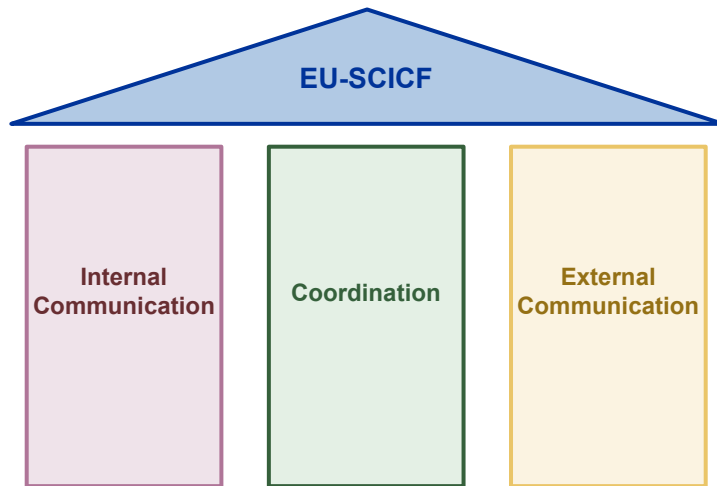 EU-SCICF
Internal
Communication
Coordination
External
Communication